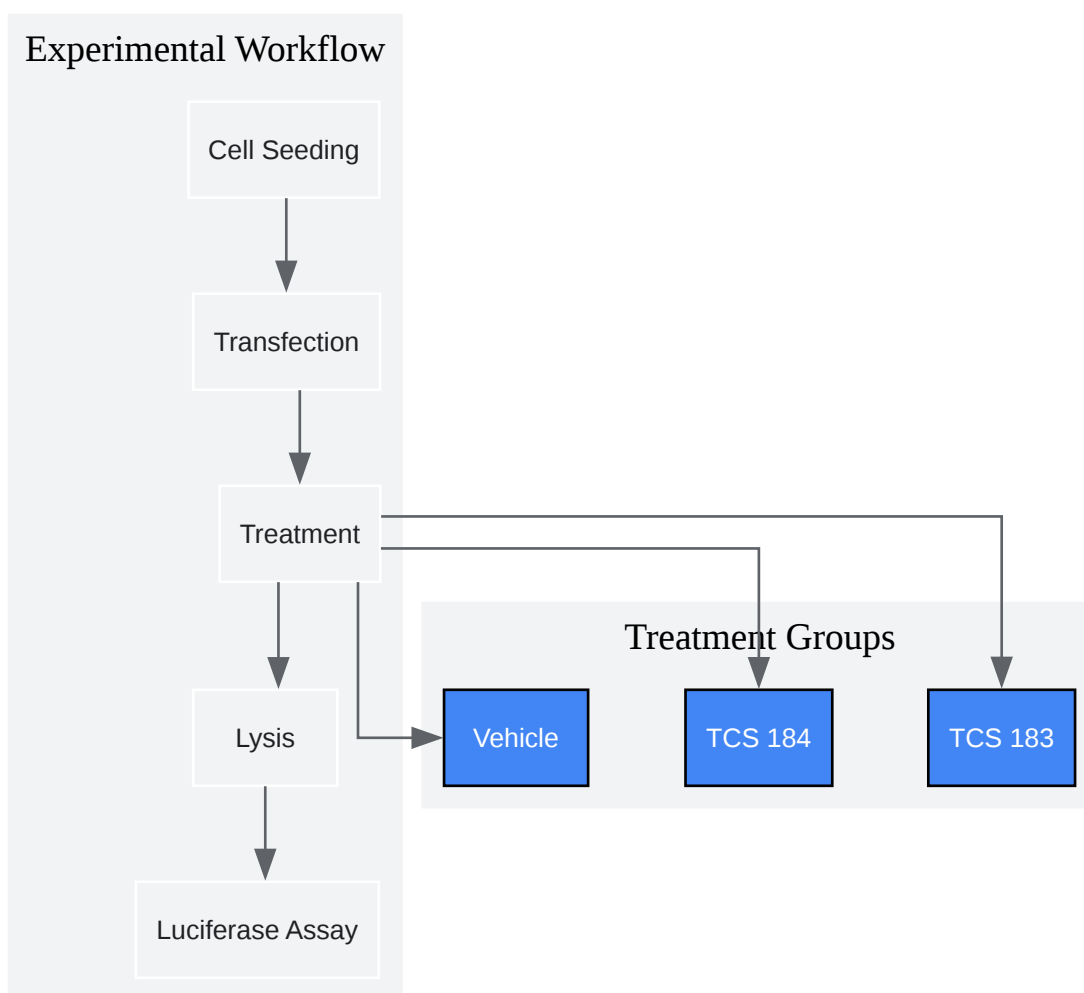 Experimental Workflow
Cell Seeding
Transfection
Treatment
Treatment Groups
Lysis
Vehicle
TCS 184
TCS 183
Luciferase Assay